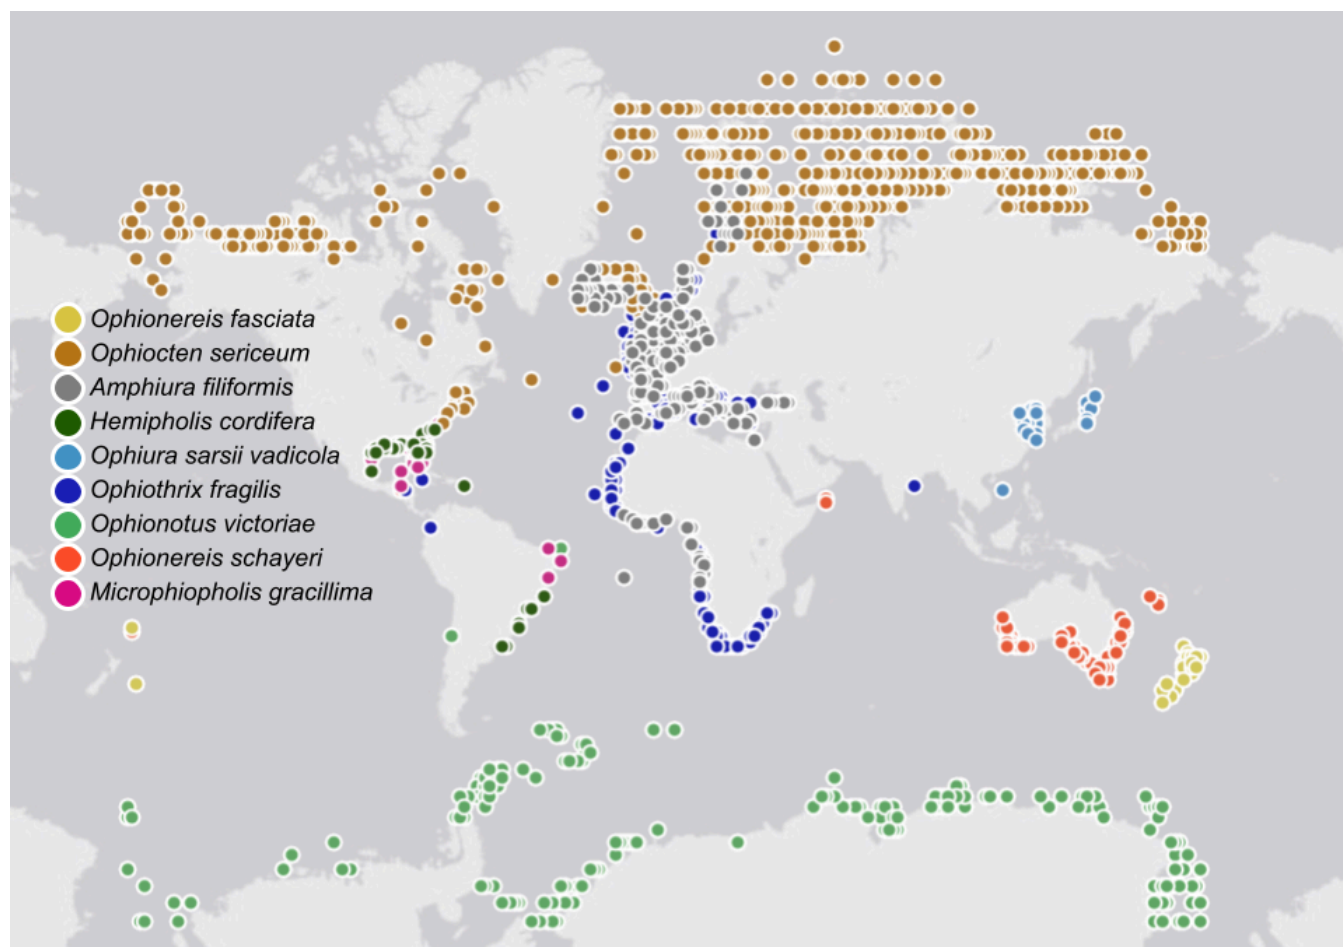 Ophionereis fasciata
Ophiocten sericeum
Amphiura filiformis
Hemipholis cordifera
Ophiura sarsii vadicola
Ophiothrix fragilis
Ophionotus victoriae
Ophionereis schayeri
Microphiopholis gracillima